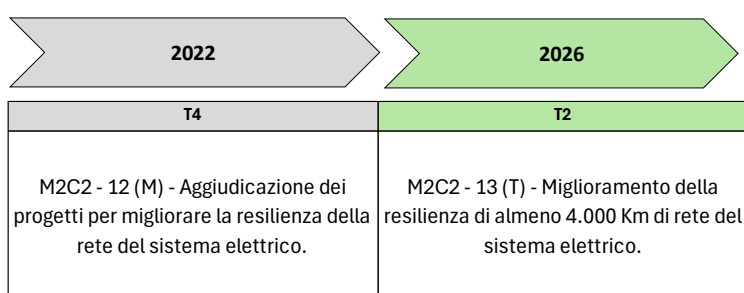 2022
2026
T4
T2
M2C2 - 12 (M) - Aggiudicazione dei
progetti per migliorare la resilienza della
rete del sistema elettrico.
M2C2 - 13 (T) - Miglioramento della
resilienza di almeno 4.000 Km di rete del
sistema elettrico.